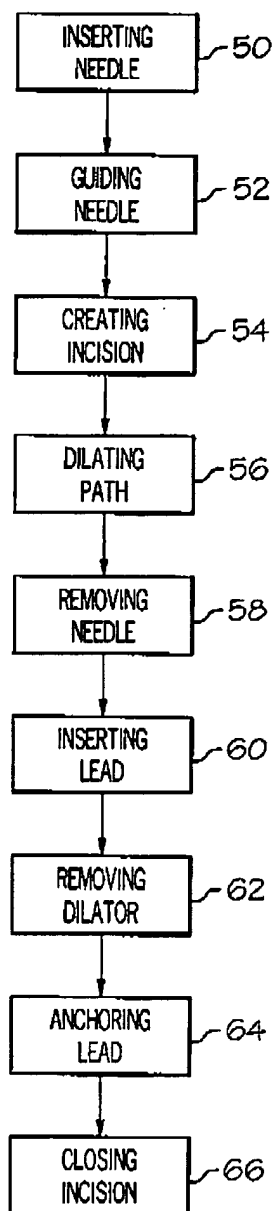 INSERTING
NEEDLE
50
GUIDING
NEEDLE
52
CREATING
INCISION
54
DILATING
PATH
56
REMOVING
NEEDLE
58
INSERTING
LEAD
60
REMOVING
DILATOR
62
ANCHORING
LEAD
64
CLOSING
INCISION
66